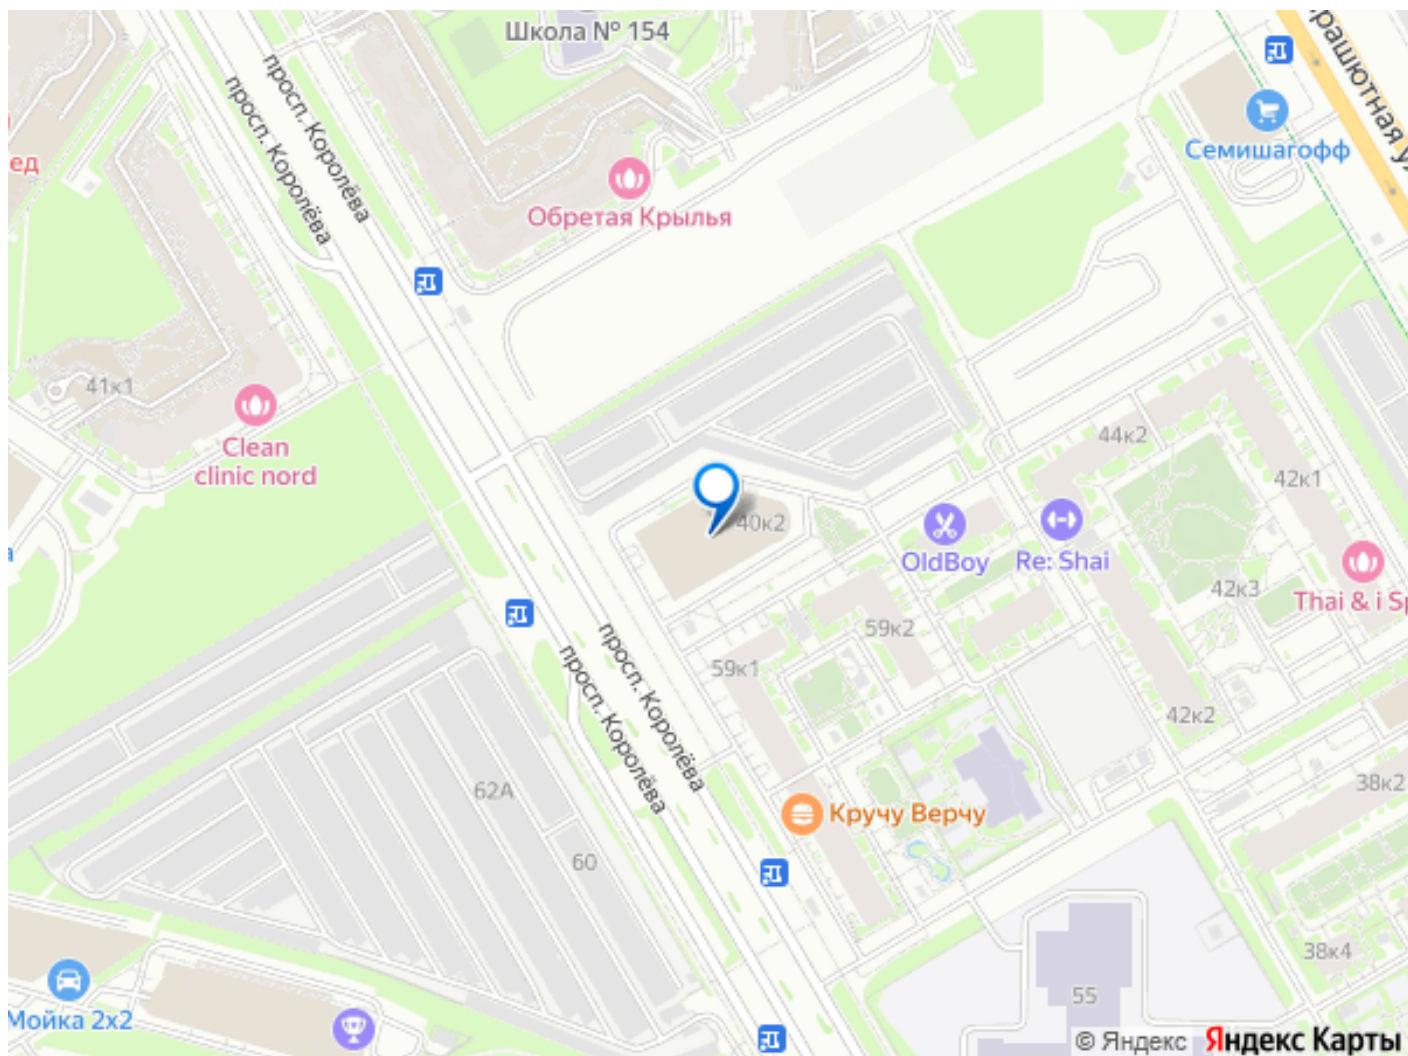 Школа № 154
просп. Королёва
просп. Королёва
рашютная ул
Семишагофф
ед
Обретая Крылья
41к1
Clean
clinic nord
44к2
42к1
40к2
OldBoy
Re: Shai
42к3
Thai & i Sp
59к2
59к1
просп. Королёва
просп. Королёва
42к2
62А
38к2
Кручу Верчу
60
38к4
55
Мойка 2х2
© Яндекс Яндекс Карты